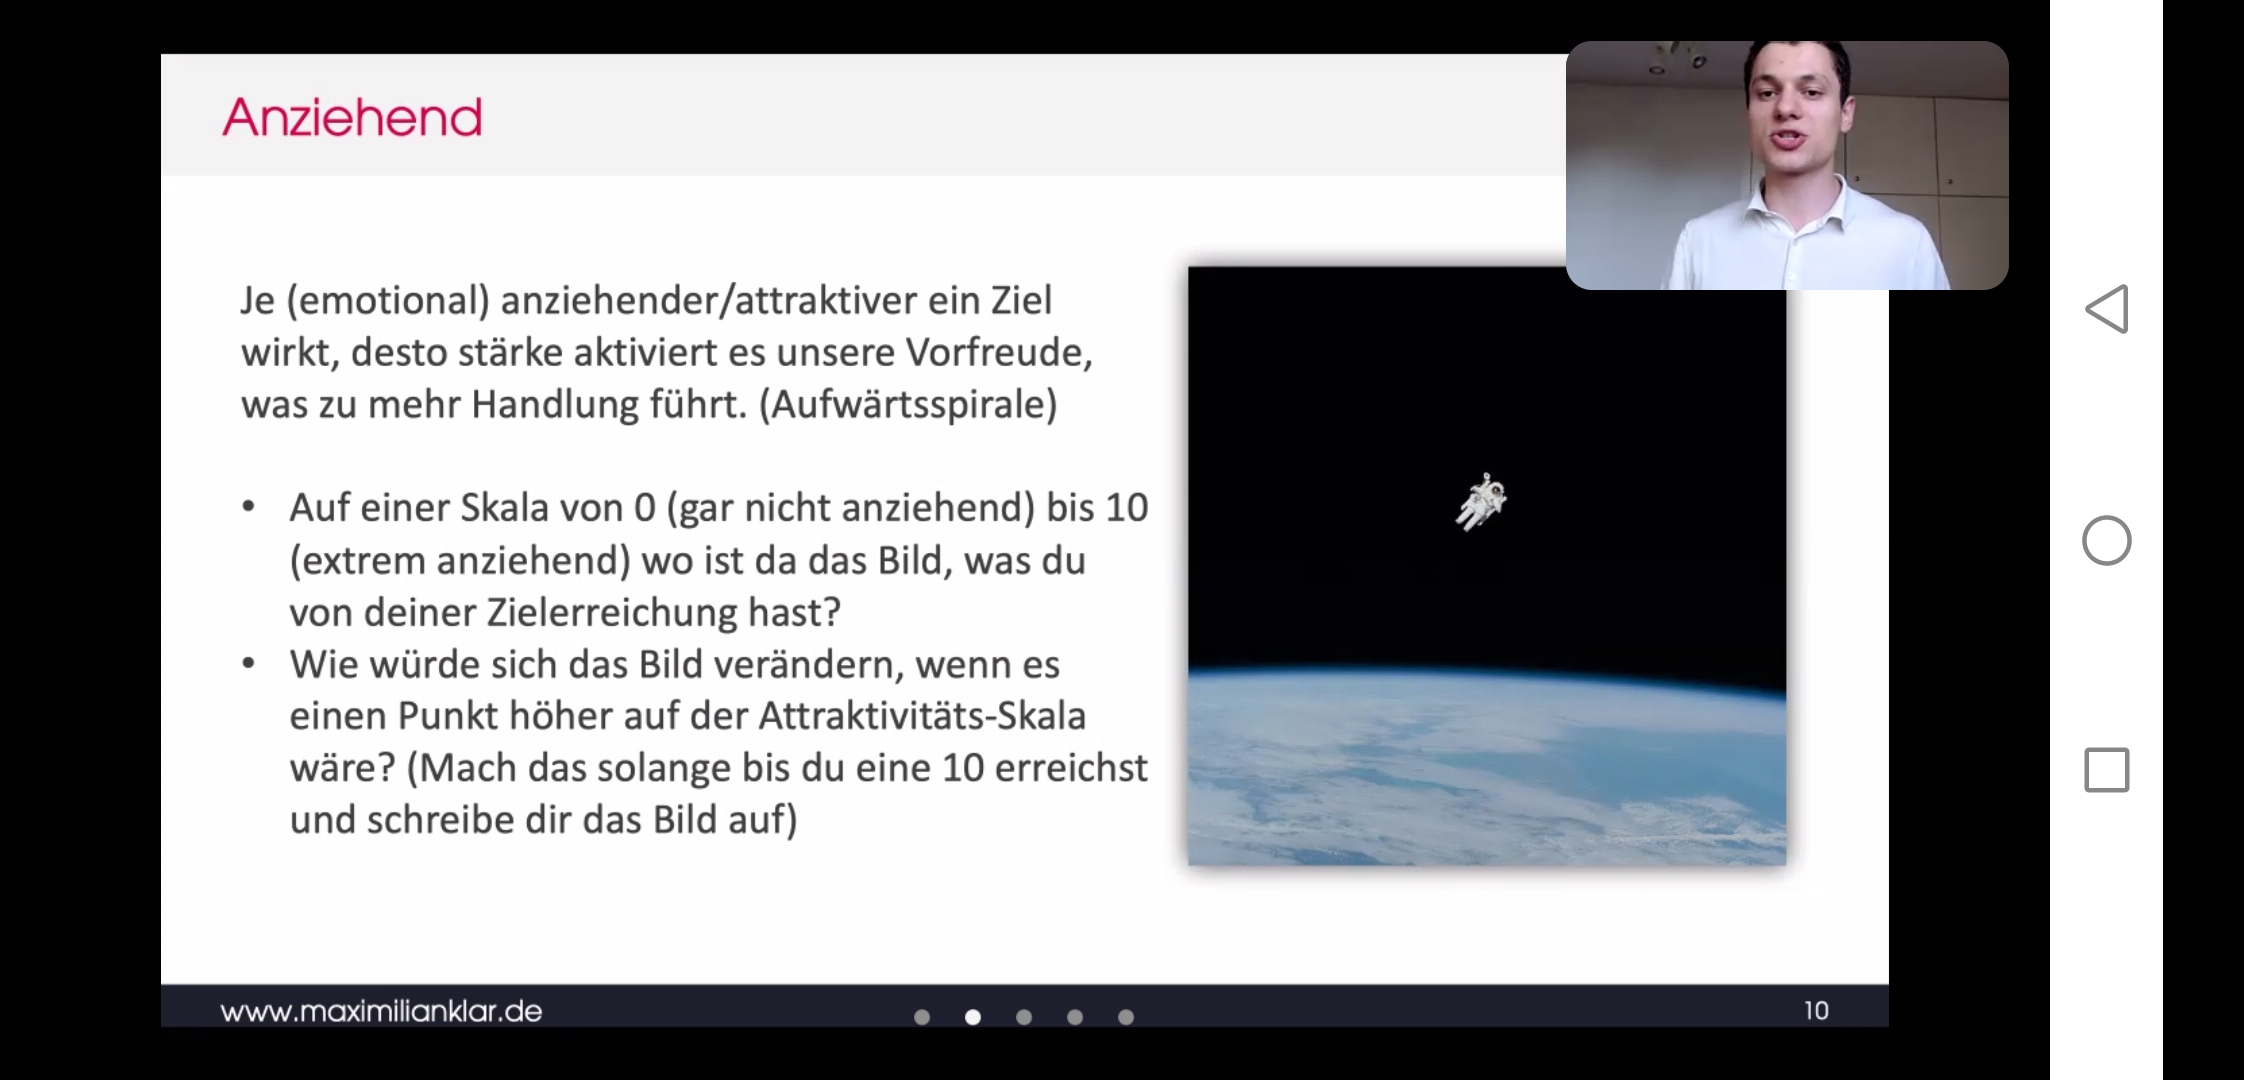 Anziehend
Je (emotional) anziehender/attraktiver ein Ziel
wirkt, desto stärke aktiviert es unsere Vorfreude,
was zu mehr Handlung führt. (Aufwärtsspirale)
• Auf einer Skala von 0 (gar nicht anziehend) bis 10
(extrem anziehend) wo ist da das Bild, was du
von deiner Zielerreichung hast?
• Wie würde sich das Bild verändern, wenn es
einen Punkt höher auf der Attraktivitäts-Skala
wäre? (Mach das solange bis du eine 10 erreichst
und schreibe dir das Bild auf)
www.maximilianklar.de
10